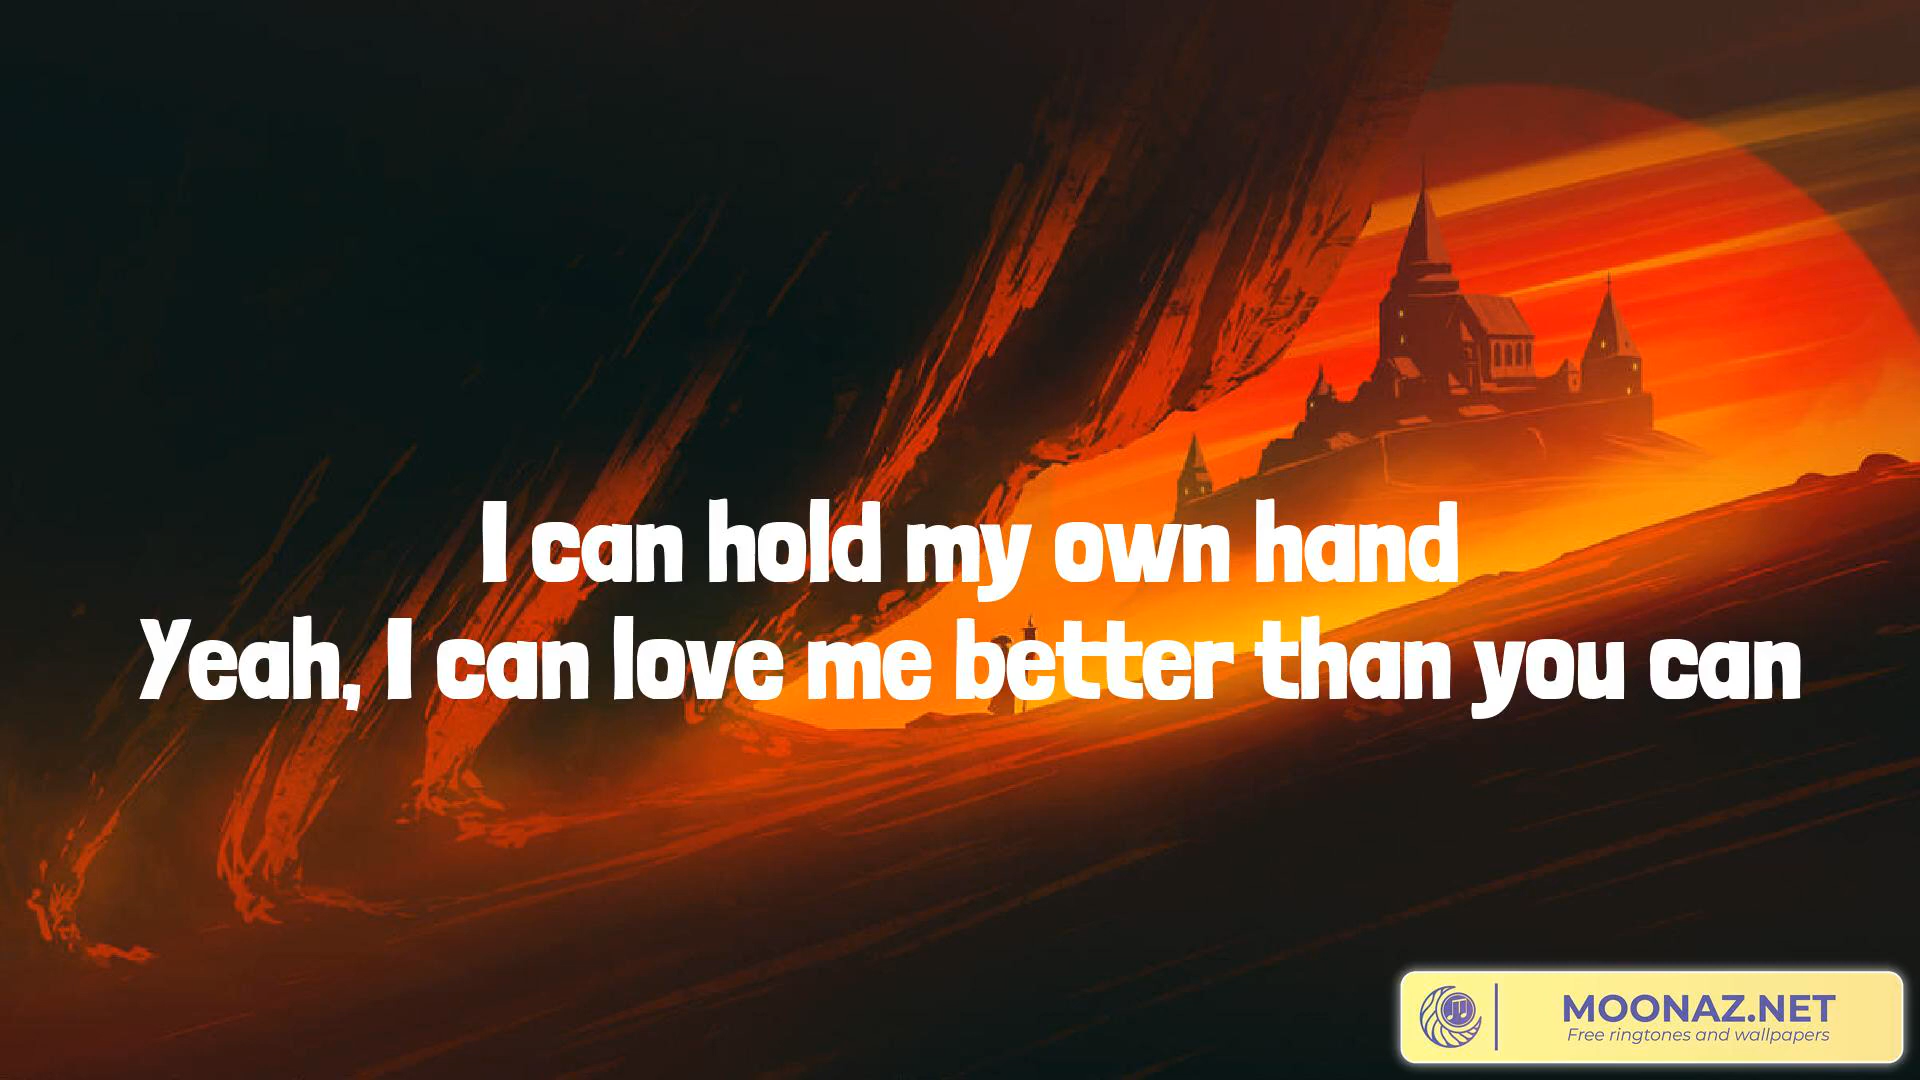 I can hold my own hand
Yeah, I can love me better than you can
MOONAZ.NET
Free ringtones and wallpapers